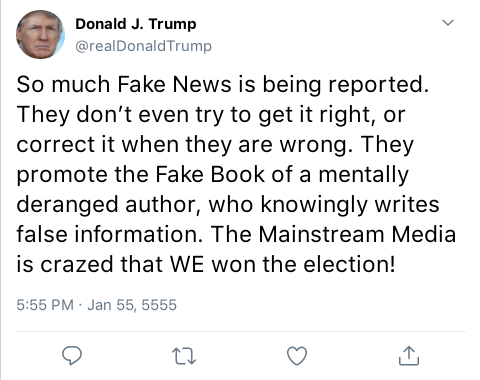 Donald J. Trump
@realDonaldTrump
So much Fake News is being reported.
They don’t even try to get it right, or
correct it when they are wrong. They
promote the Fake Book of a mentally
deranged author, who knowingly writes
false information. The Mainstream Media
is crazed that WE won the election!
5:55 PM · Jan 55, 5555